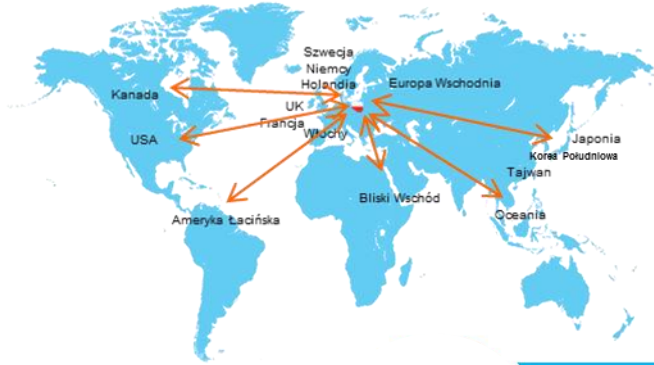 Szwecja
Niemcy
Holandia
Europa Wschodnia
Kanada
UK
Francja
Włochy
USA
Japonia
Korea Południowa
Tajwan
Bliski Wschód
Oceania
Ameryka Łacińska